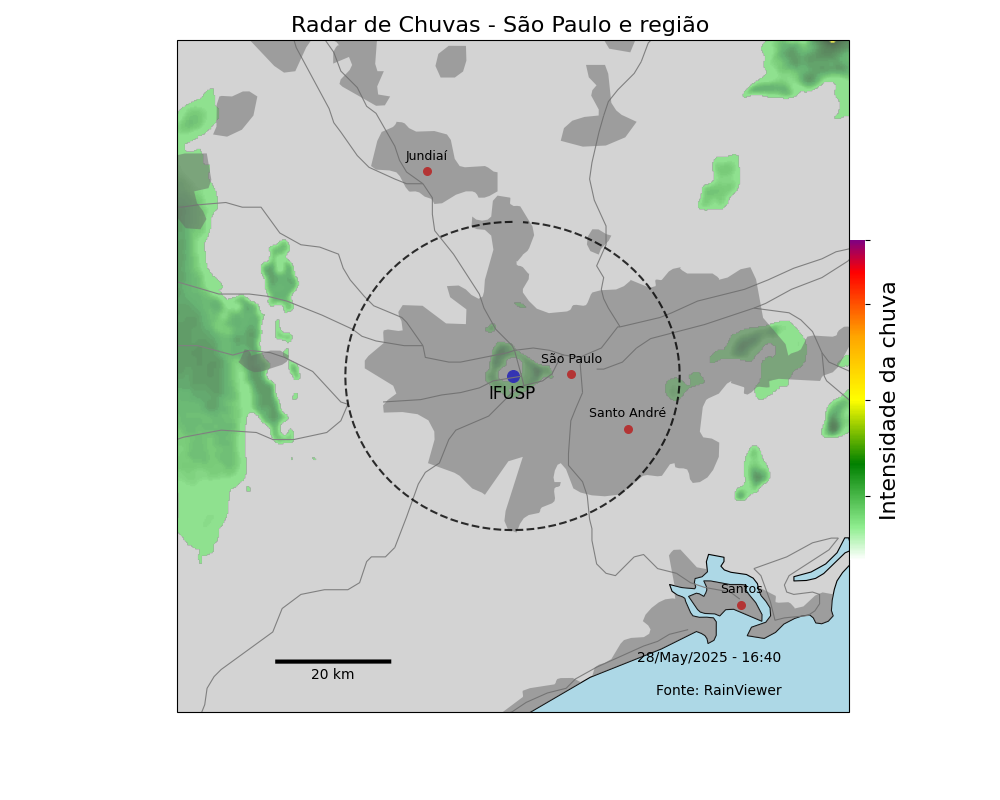 Radar de Chuvas - São Paulo e região
Jundiaí
São Paulo
IFUSP
Santo André
Intensidade da chuva
Santos
28/May/2025 - 16:40
20 km
Fonte: RainViewer